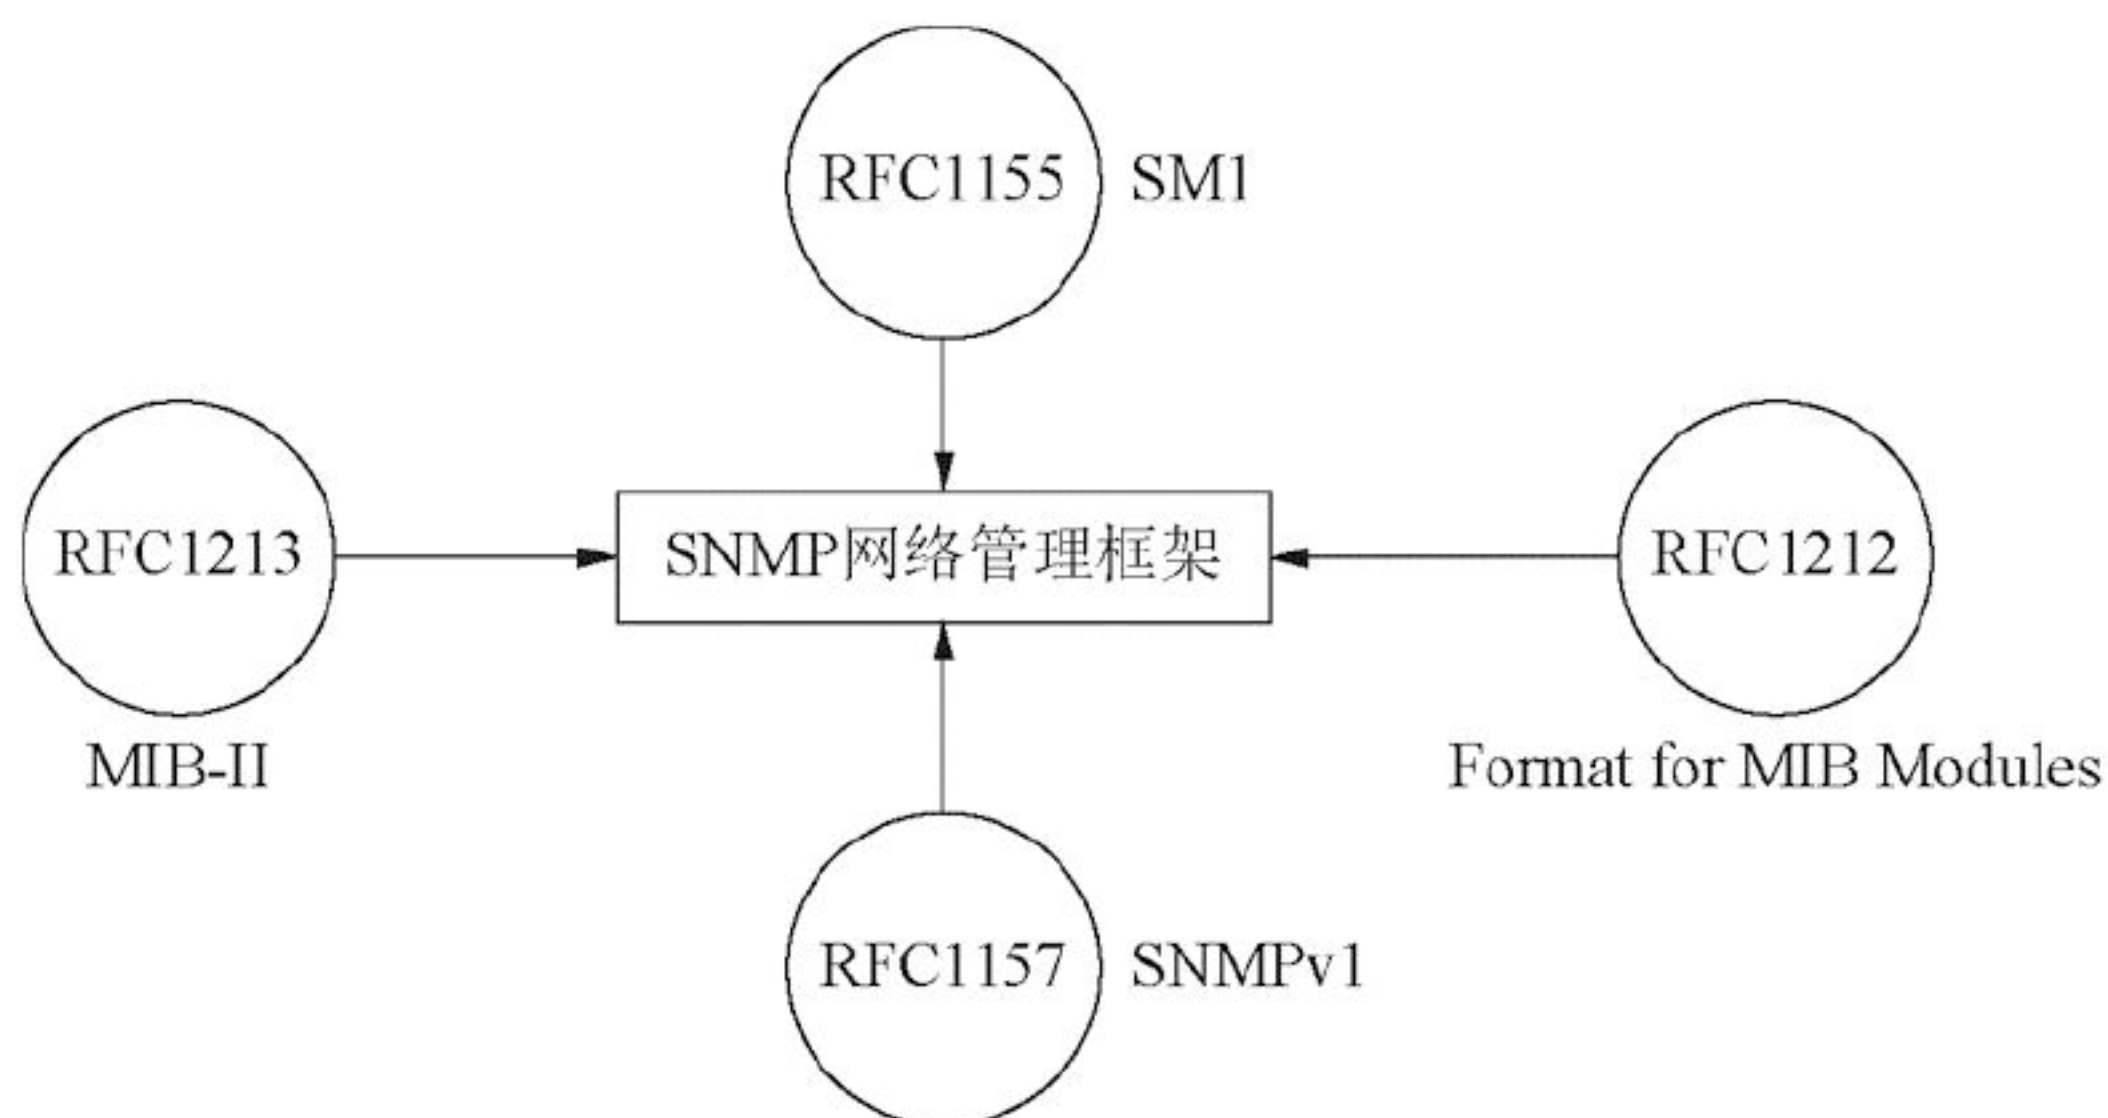 RFC1155 SM1
RFC1213
SNMP网络管理框架
RFC1212
MIB-II
Format for MIB Modules
RFC1157 SNMPv1